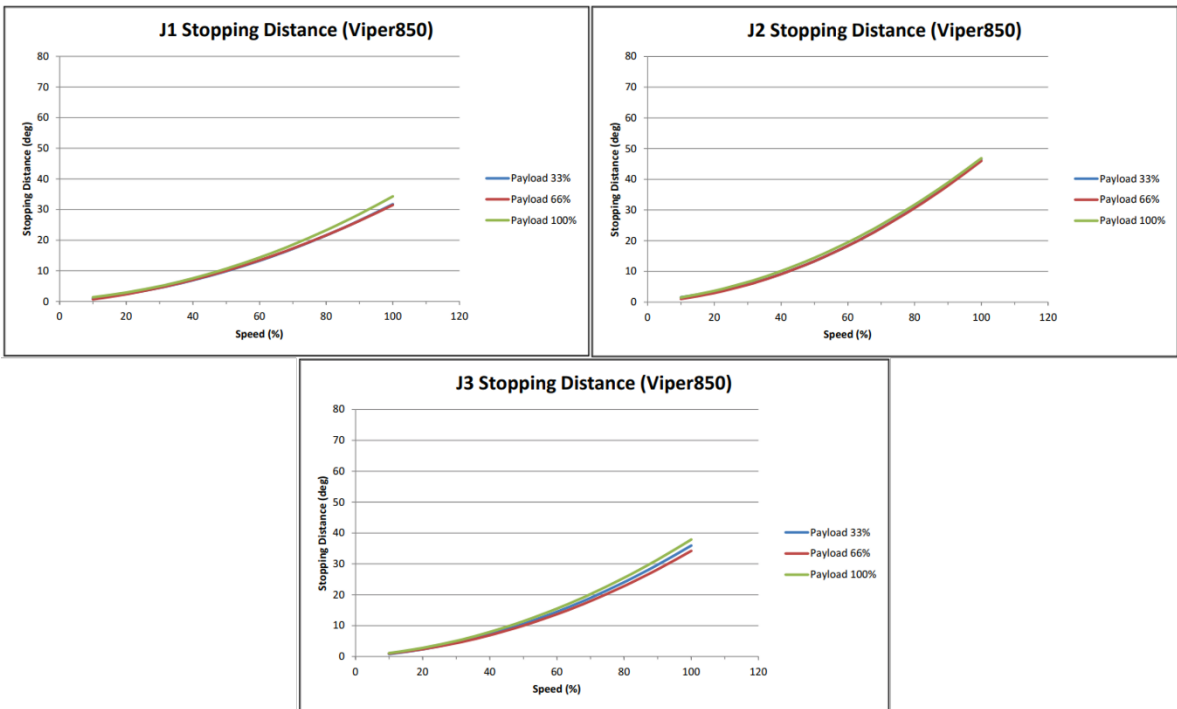 J1 Stopping Distance (Viper850)
80
70
60
50
40
30
20
10
0
Stopping Distance (deg)
0 20 40 60 80 100 120
Speed (%)
Payload 33%
Payload 66%
Payload 100%
J2 Stopping Distance (Viper850)
80
70
60
50
40
30
20
10
0
Stopping Distance (deg)
0 20 40 60 80 100 120
Speed (%)
Payload 33%
Payload 66%
Payload 100%
J3 Stopping Distance (Viper850)
80
70
60
50
40
30
20
10
0
Stopping Distance (deg)
0 20 40 60 80 100 120
Speed (%)
Payload 33%
Payload 66%
Payload 100%